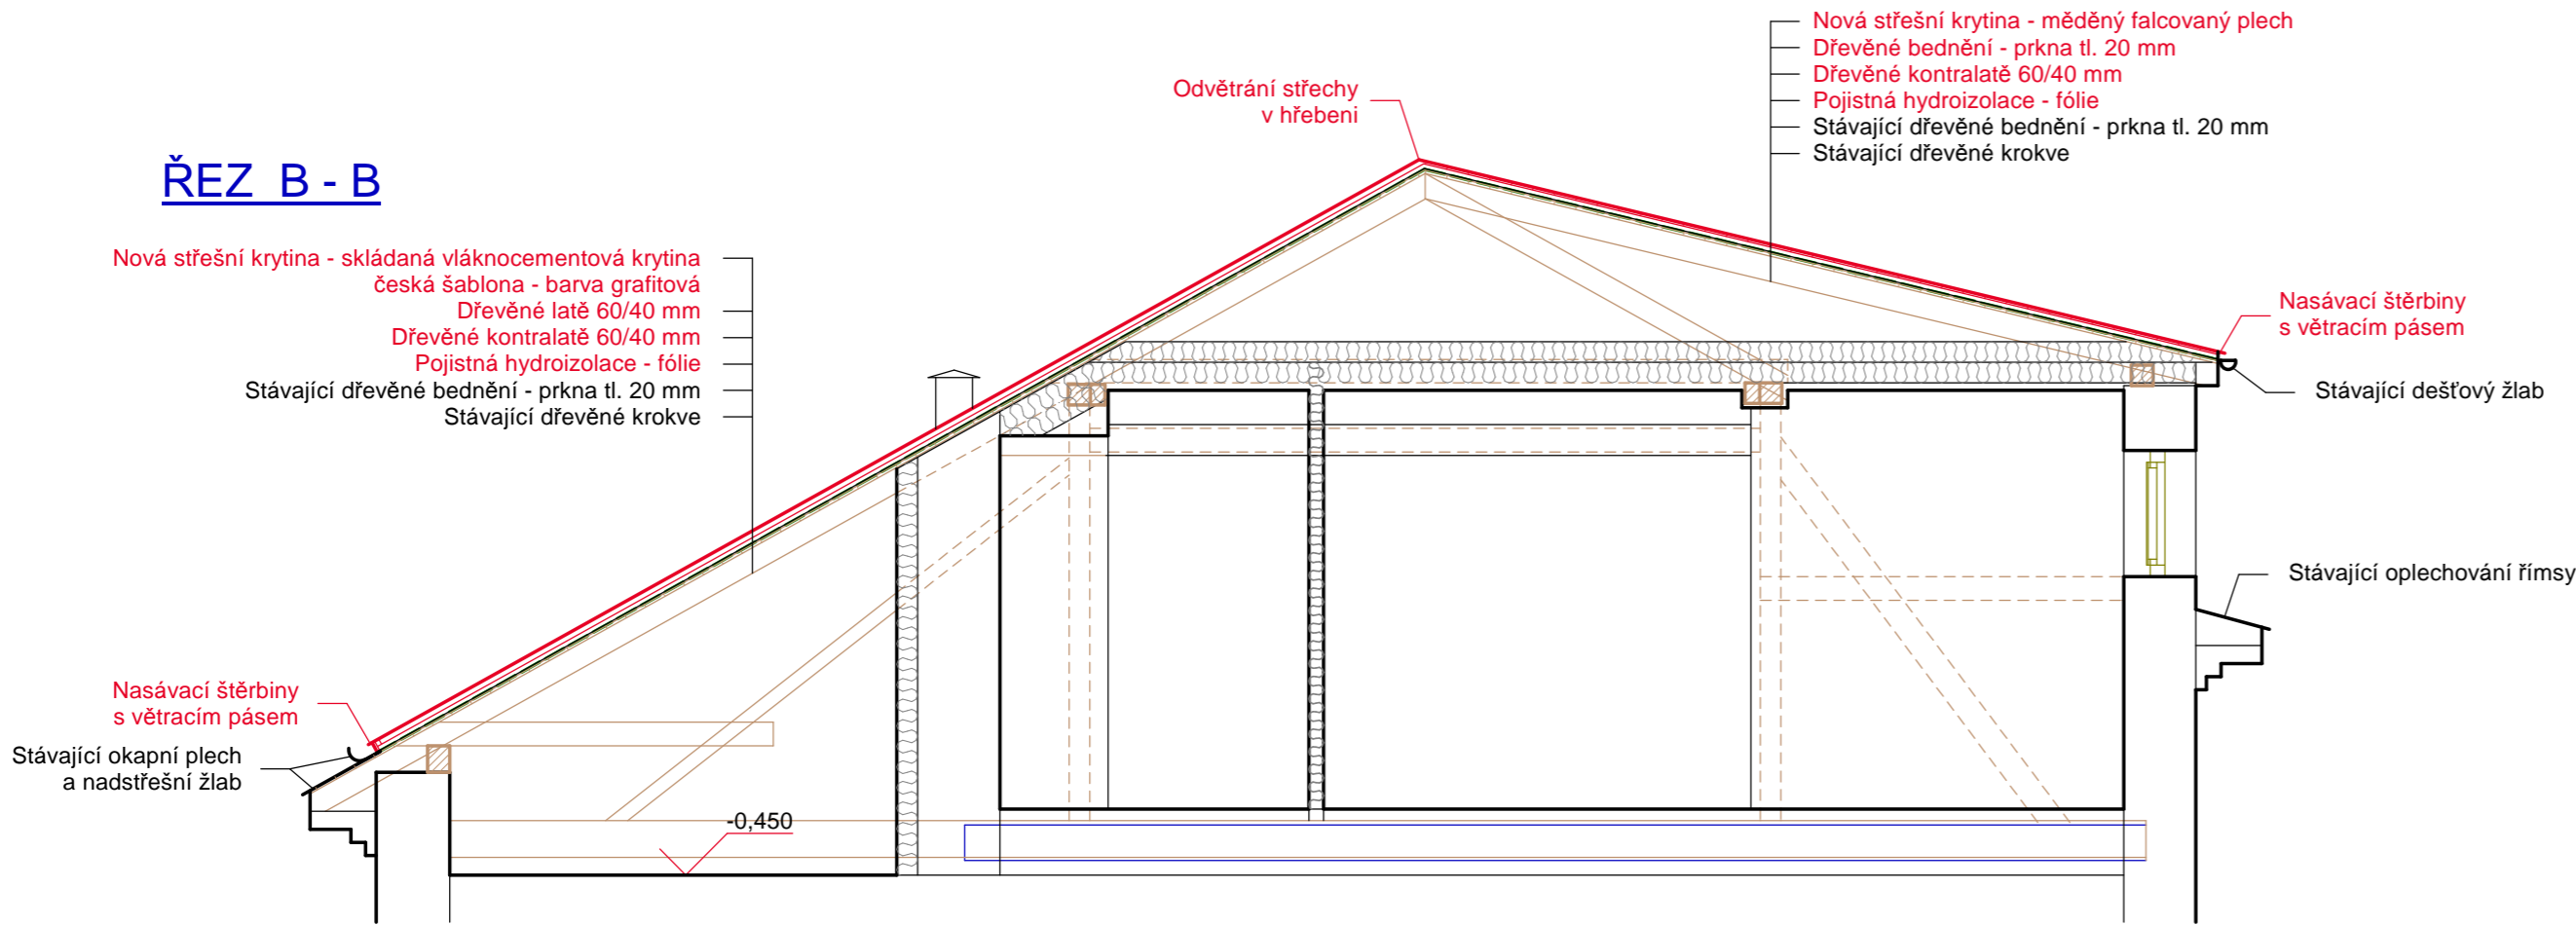 ŘEZ B - B
Nová střešní krytina - skládaná vláknocementová krytina
česká šablona - barva grafitová
Dřevěné latě 60/40 mm
Dřevěné kontralatě 60/40 mm
Pojistná hydroizolace - fólie
Stávající dřevěné bednění - prkna tl. 20 mm
Stávající dřevěné krokve
Odvětrání střechy
v hřebeni
Nová střešní krytina - měděný falcovaný plech
Dřevěné bednění - prkna tl. 20 mm
Dřevěné kontralatě 60/40 mm
Pojistná hydroizolace - fólie
Stávající dřevěné bednění - prkna tl. 20 mm
Stávající dřevěné krokve
Nasávací štěrbiny
s větracím pásem
Stávající dešťový žlab
Stávající oplechování římsy
Nasávací štěrbiny
s větracím pásem
Stávající okapní plech
a nadstřešní žlab
-0,450